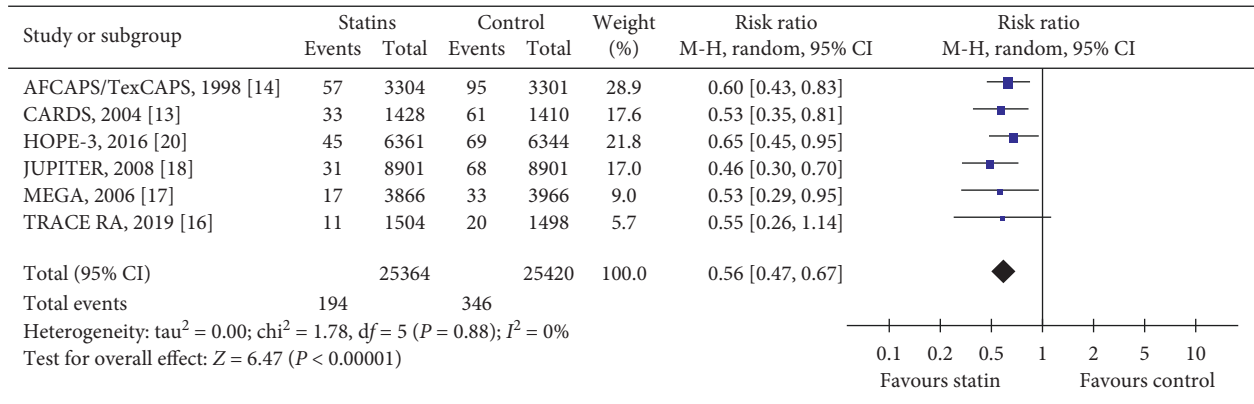 Study or subgroup Statins Control Weight Risk ratio Risk ratio
Events Total Events Total (%) M-H, random, 95% CI M-H, random, 95% CI
AFCAPS/TexCAPS, 1998 [14] 57 3304 95 3301 28.9 0.60 [0.43, 0.83]
CARDS, 2004 [13] 33 1428 61 1410 17.6 0.53 [0.35, 0.81]
HOPE-3, 2016 [20] 45 6361 69 6344 21.8 0.65 [0.45, 0.95]
JUPITER, 2008 [18] 31 8901 68 8901 17.0 0.46 [0.30, 0.70]
MEGA, 2006 [17] 17 3866 33 3966 9.0 0.53 [0.29, 0.95]
TRACE RA, 2019 [16] 11 1504 20 1498 5.7 0.55 [0.26, 1.14]
Total (95% CI) 25364 25420 100.0 0.56 [0.47, 0.67]
Total events 194 346
Heterogeneity: tau² = 0.00; chi² = 1.78, df = 5 (P = 0.88); I² = 0%
Test for overall effect: Z = 6.47 (P < 0.00001)
0.1 0.2 0.5 1 2 5 10
Favours statin Favours control